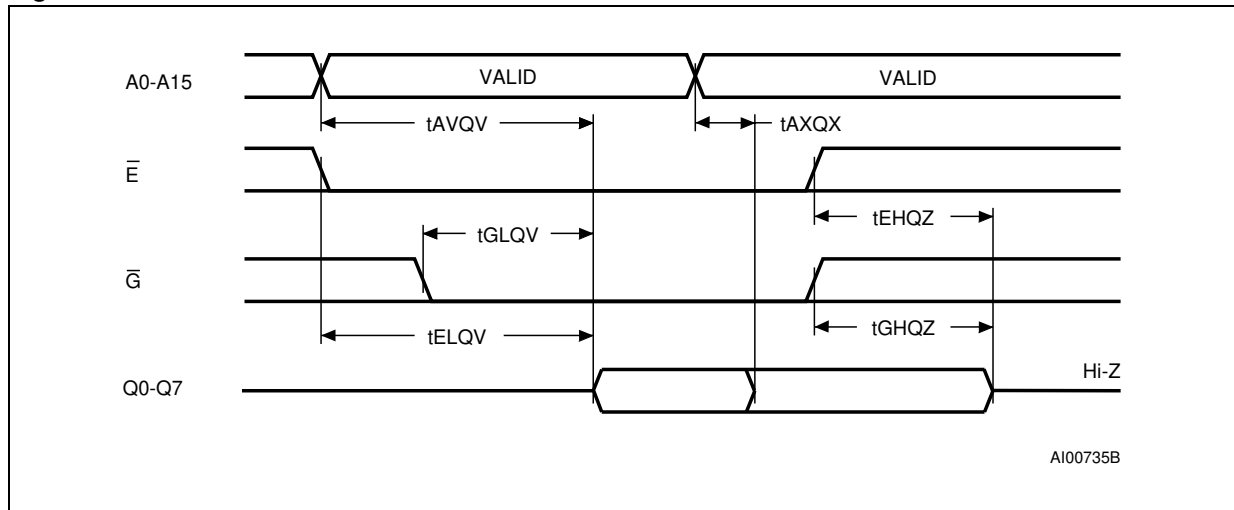 A0-A15
VALID
VALID
tAVQV
tAXQX
E̅
tEHQZ
tGLQV
G̅
tGHQZ
tELQV
Hi-Z
Q0-Q7
AI00735B